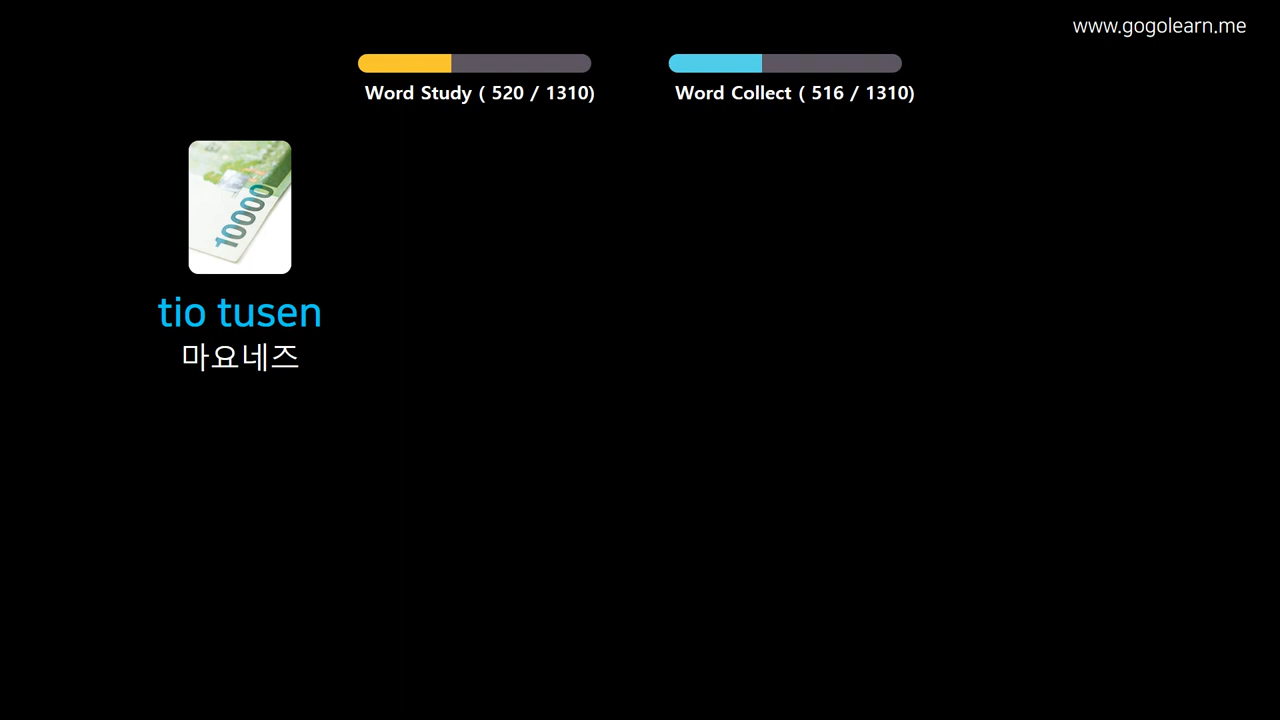 www.gogolearn.me
Word Study ( 520 / 1310)
Word Collect ( 516 / 1310)
10000
tio tusen
마요네즈